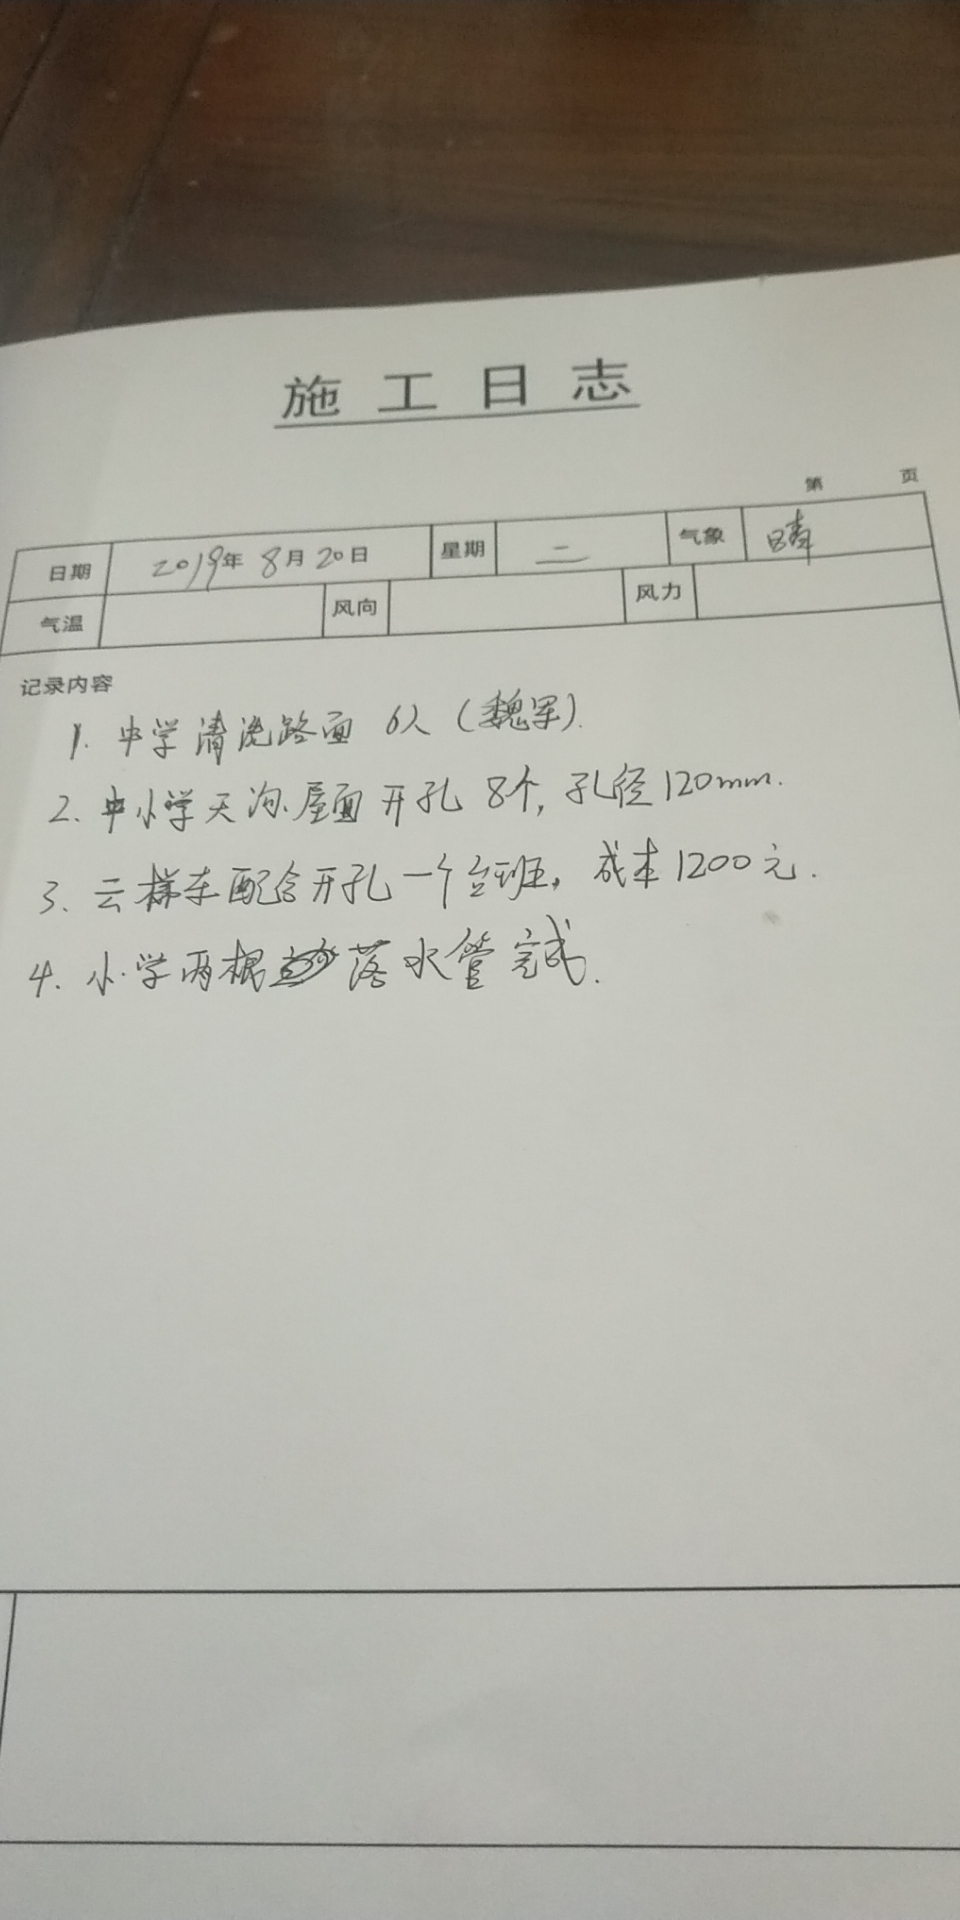 施工日志
第 页
日期 2019年 8月 20日 星期 二 气象 晴
气温 风向 风力
记录内容
1. 中学清洗路面 6人 (魏军).
2. 中小学天沟.屋面开孔 8个, 孔径120mm.
3. 云梯车配合开孔一个台班, 成本1200元.
4. 小学两根落水管完成.